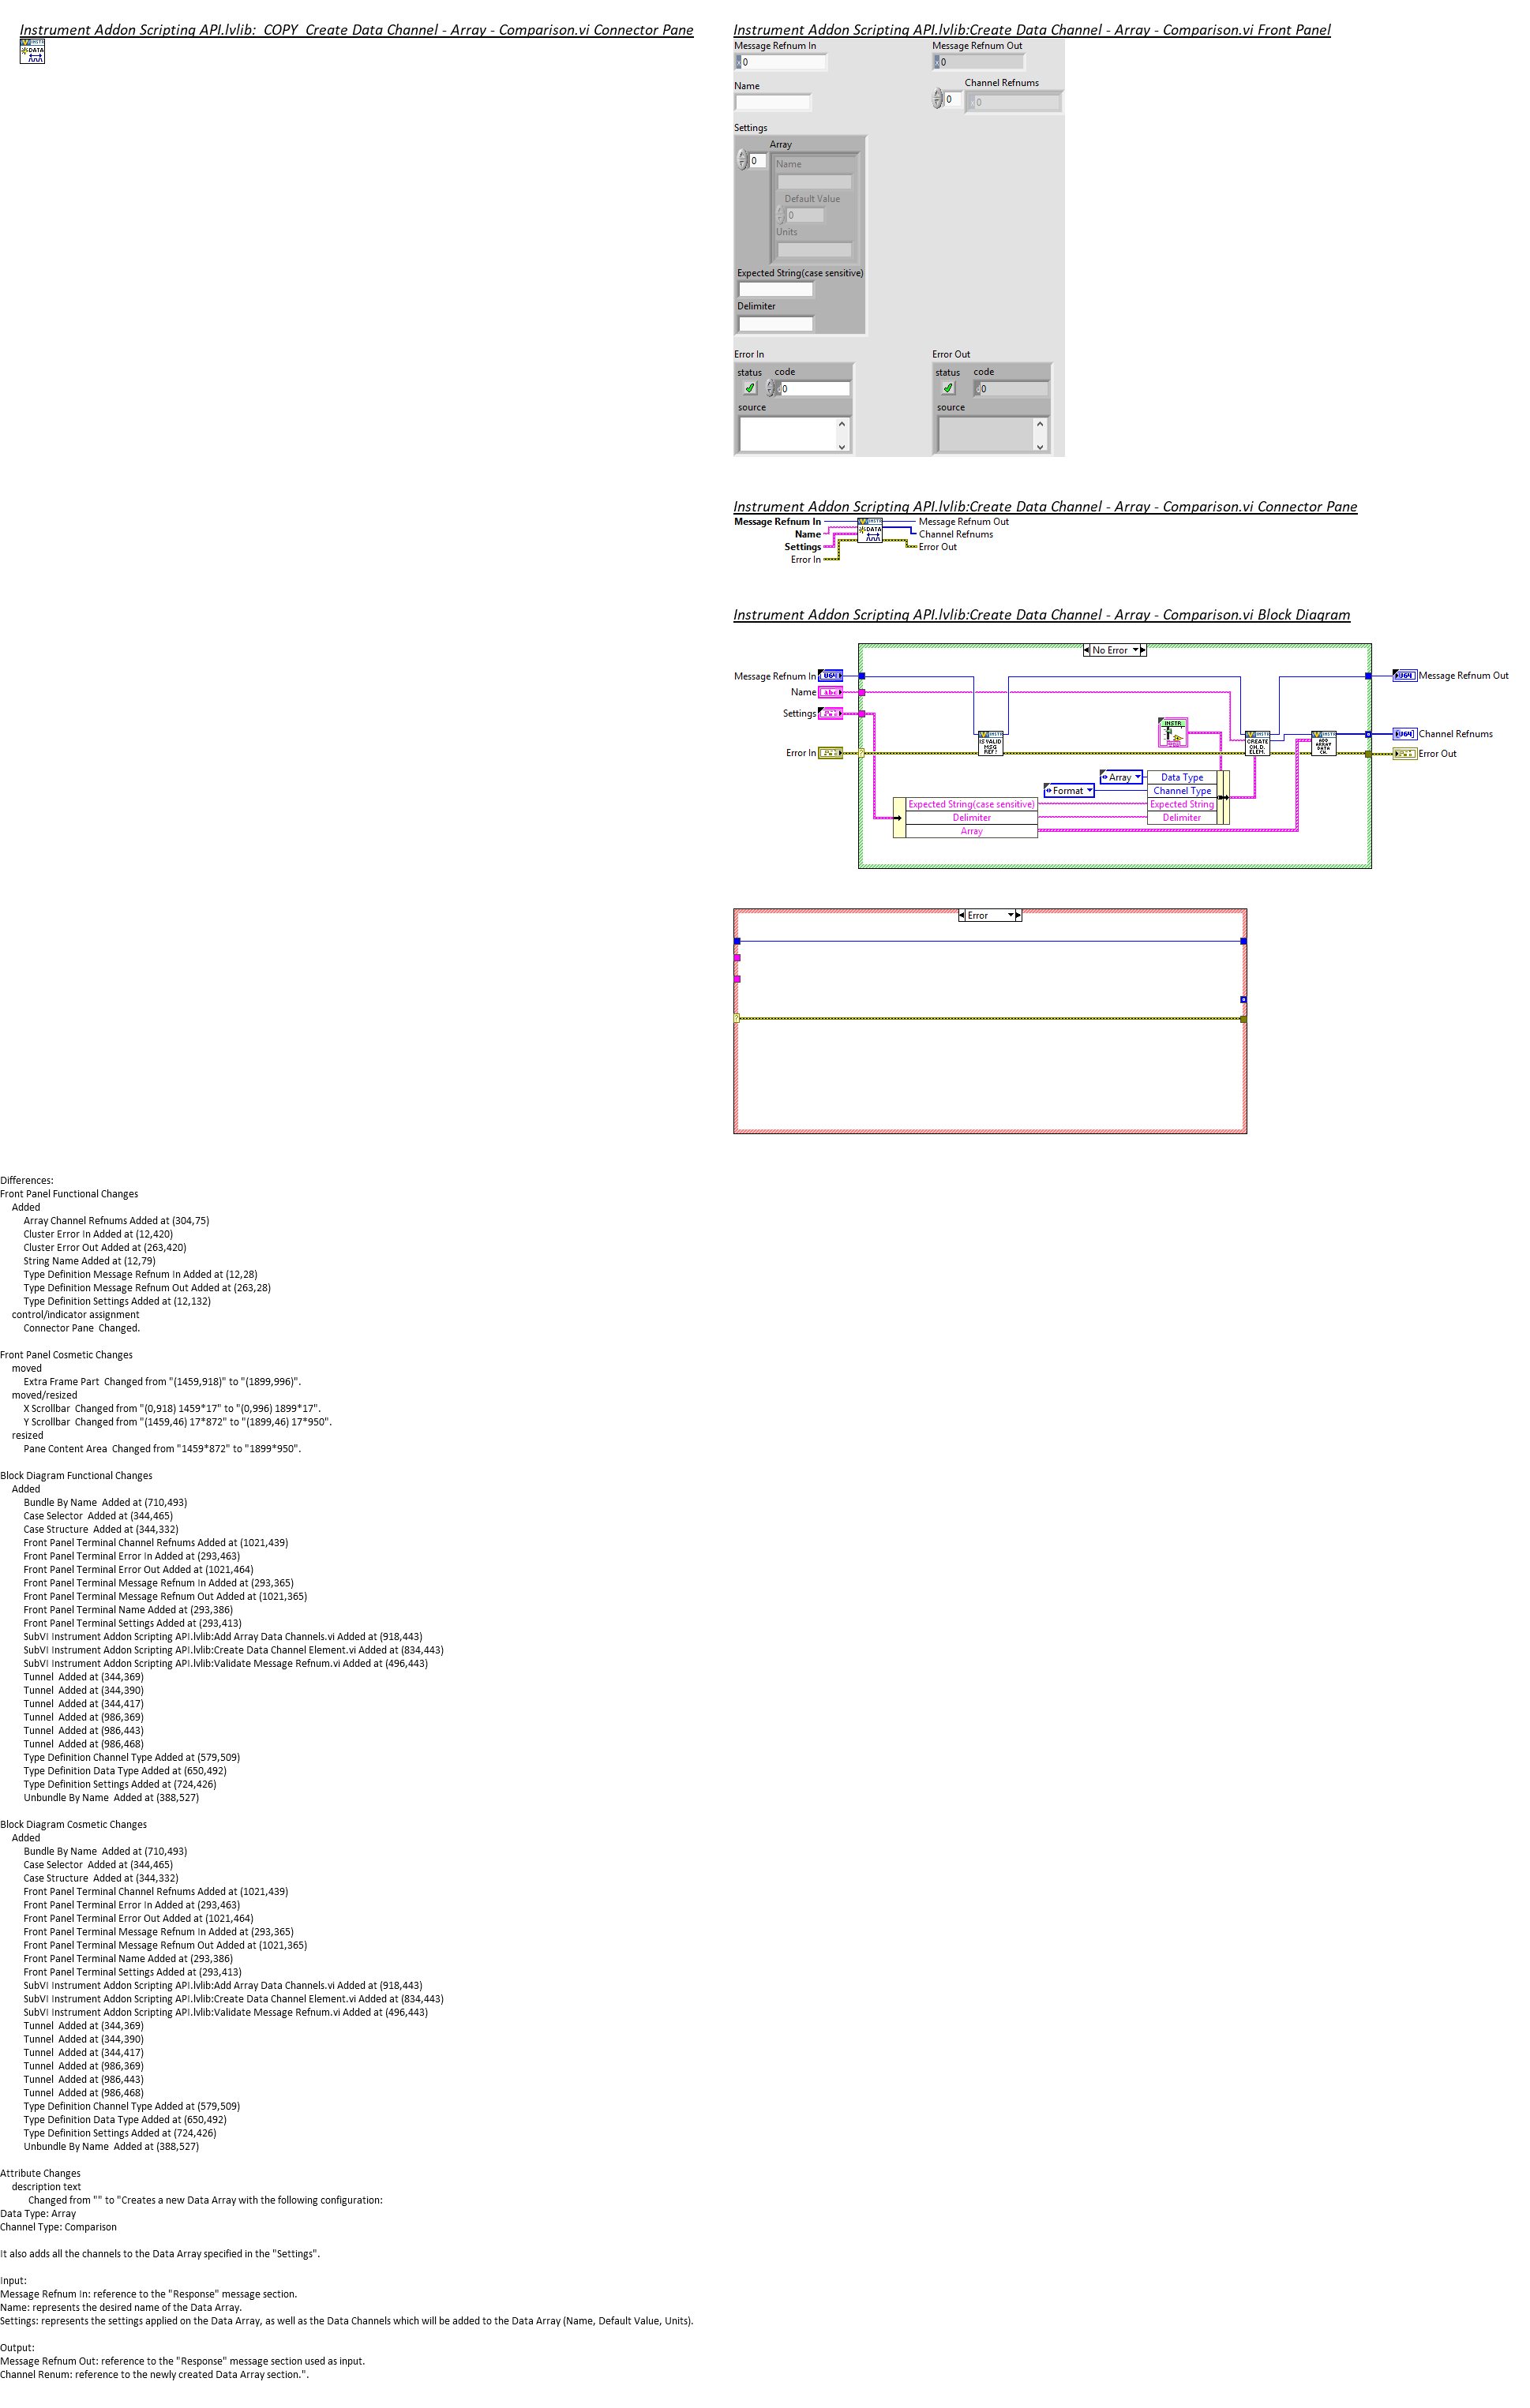 Instrument Addon Scripting API.lvlib:  COPY  Create Data Channel - Array - Comparison.vi Connector Pane
INSTR
DATA
Instrument Addon Scripting API.lvlib:Create Data Channel - Array - Comparison.vi Front Panel
Message Refnum In
Message Refnum Out
x 0
x 0
Name
Channel Refnums
0
x 0
Settings
Array
0
Name
Default Value
0
Units
Expected String(case sensitive)
Delimiter
Error In
Error Out
status code
status code
d 0
d 0
source
source
Instrument Addon Scripting API.lvlib:Create Data Channel - Array - Comparison.vi Connector Pane
Message Refnum In
Name
Settings
Error In
INSTR
DATA
Message Refnum Out
Channel Refnums
Error Out
Instrument Addon Scripting API.lvlib:Create Data Channel - Array - Comparison.vi Block Diagram
No Error
Message Refnum In
U64
U64
Message Refnum Out
Name
abc
Settings
INSTR
INSTR
IS VALID
MSG
REF?
INSTR
CREATE
CH.D.
ELEM.
INSTR
ADD
ARRAY
DATA
CH.
U64
Channel Refnums
Error In
?
Error Out
Array
Data Type
Format
Channel Type
Expected String(case sensitive)
Expected String
Delimiter
Delimiter
Array
Error
?
Differences:
Front Panel Functional Changes
Added
Array Channel Refnums Added at (304,75)
Cluster Error In Added at (12,420)
Cluster Error Out Added at (263,420)
String Name Added at (12,79)
Type Definition Message Refnum In Added at (12,28)
Type Definition Message Refnum Out Added at (263,28)
Type Definition Settings Added at (12,132)
control/indicator assignment
Connector Pane  Changed.
Front Panel Cosmetic Changes
moved
Extra Frame Part  Changed from "(1459,918)" to "(1899,996)".
moved/resized
X Scrollbar  Changed from "(0,918) 1459*17" to "(0,996) 1899*17".
Y Scrollbar  Changed from "(1459,46) 17*872" to "(1899,46) 17*950".
resized
Pane Content Area  Changed from "1459*872" to "1899*950".
Block Diagram Functional Changes
Added
Bundle By Name  Added at (710,493)
Case Selector  Added at (344,465)
Case Structure  Added at (344,332)
Front Panel Terminal Channel Refnums Added at (1021,439)
Front Panel Terminal Error In Added at (293,463)
Front Panel Terminal Error Out Added at (1021,464)
Front Panel Terminal Message Refnum In Added at (293,365)
Front Panel Terminal Message Refnum Out Added at (1021,365)
Front Panel Terminal Name Added at (293,386)
Front Panel Terminal Settings Added at (293,413)
SubVI Instrument Addon Scripting API.lvlib:Add Array Data Channels.vi Added at (918,443)
SubVI Instrument Addon Scripting API.lvlib:Create Data Channel Element.vi Added at (834,443)
SubVI Instrument Addon Scripting API.lvlib:Validate Message Refnum.vi Added at (496,443)
Tunnel  Added at (344,369)
Tunnel  Added at (344,390)
Tunnel  Added at (344,417)
Tunnel  Added at (986,369)
Tunnel  Added at (986,443)
Tunnel  Added at (986,468)
Type Definition Channel Type Added at (579,509)
Type Definition Data Type Added at (650,492)
Type Definition Settings Added at (724,426)
Unbundle By Name  Added at (388,527)
Block Diagram Cosmetic Changes
Added
Bundle By Name  Added at (710,493)
Case Selector  Added at (344,465)
Case Structure  Added at (344,332)
Front Panel Terminal Channel Refnums Added at (1021,439)
Front Panel Terminal Error In Added at (293,463)
Front Panel Terminal Error Out Added at (1021,464)
Front Panel Terminal Message Refnum In Added at (293,365)
Front Panel Terminal Message Refnum Out Added at (1021,365)
Front Panel Terminal Name Added at (293,386)
Front Panel Terminal Settings Added at (293,413)
SubVI Instrument Addon Scripting API.lvlib:Add Array Data Channels.vi Added at (918,443)
SubVI Instrument Addon Scripting API.lvlib:Create Data Channel Element.vi Added at (834,443)
SubVI Instrument Addon Scripting API.lvlib:Validate Message Refnum.vi Added at (496,443)
Tunnel  Added at (344,369)
Tunnel  Added at (344,390)
Tunnel  Added at (344,417)
Tunnel  Added at (986,369)
Tunnel  Added at (986,443)
Tunnel  Added at (986,468)
Type Definition Channel Type Added at (579,509)
Type Definition Data Type Added at (650,492)
Type Definition Settings Added at (724,426)
Unbundle By Name  Added at (388,527)
Attribute Changes
description text
Changed from "" to "Creates a new Data Array with the following configuration:
Data Type: Array
Channel Type: Comparison
It also adds all the channels to the Data Array specified in the "Settings".
Input:
Message Refnum In: reference to the "Response" message section.
Name: represents the desired name of the Data Array.
Settings: represents the settings applied on the Data Array, as well as the Data Channels which will be added to the Data Array (Name, Default Value, Units).
Output:
Message Refnum Out: reference to the "Response" message section used as input.
Channel Renum: reference to the newly created Data Array section.".